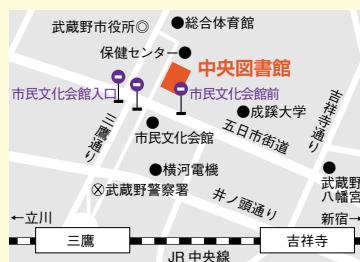 武蔵野市役所◎
総合体育館
保健センター
中央図書館
市民文化会館入口
市民文化会館前
吉祥寺通り
成蹊大学
三鷹通り
市民文化会館
五日市街道
横河電機
武蔵野警察署
井ノ頭通り
武蔵野
八幡宮
←立川
新宿→
三鷹
吉祥寺
JR 中央線